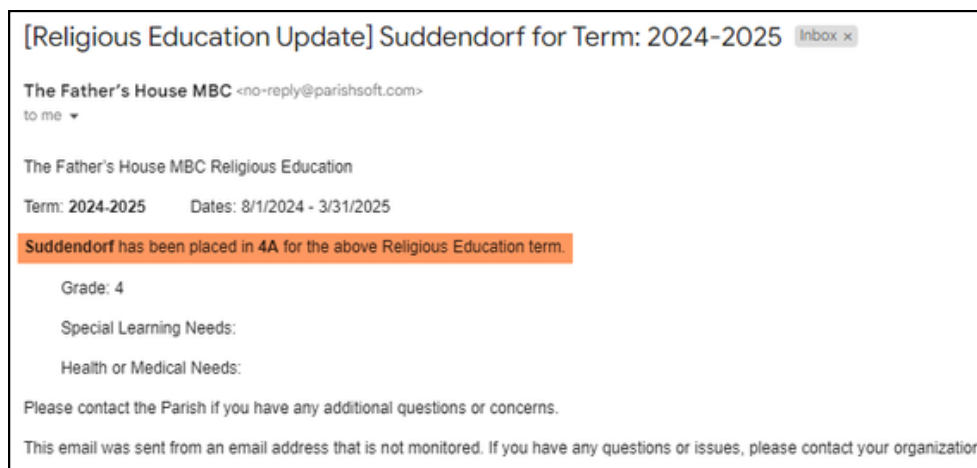 [Religious Education Update] Suddendorf for Term: 2024-2025 Inbox ×
The Father's House MBC <no-reply@parishsoft.com>
to me
The Father's House MBC Religious Education
Term: 2024-2025 Dates: 8/1/2024 - 3/31/2025
Suddendorf has been placed in 4A for the above Religious Education term.
Grade: 4
Special Learning Needs:
Health or Medical Needs:
Please contact the Parish if you have any additional questions or concerns.
This email was sent from an email address that is not monitored. If you have any questions or issues, please contact your organization